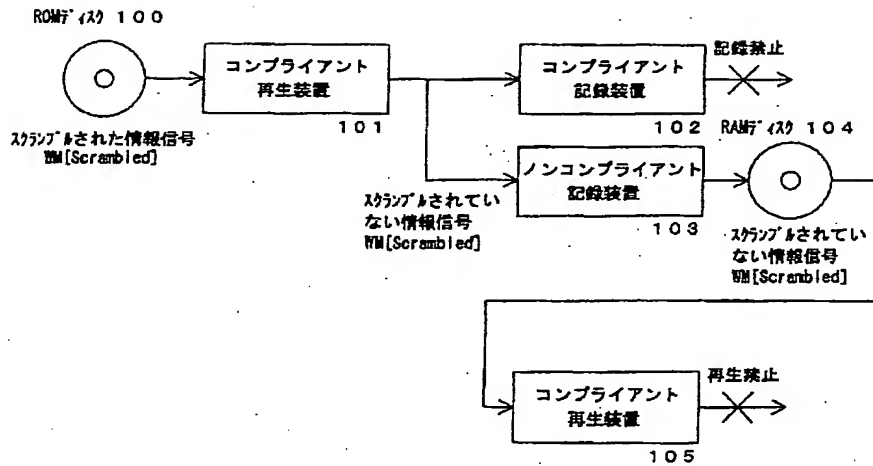 ROMディスク 100
コンプライアント
再生装置
101
スクランブルされた情報信号
WM[Scrambled]
コンプライアント
記録装置
102
記録禁止
スクランブルされてい
ない情報信号
WM[Scrambled]
ノンコンプライアント
記録装置
103
RAMディスク 104
スクランブルされてい
ない情報信号
WM[Scrambled]
コンプライアント
再生装置
105
再生禁止